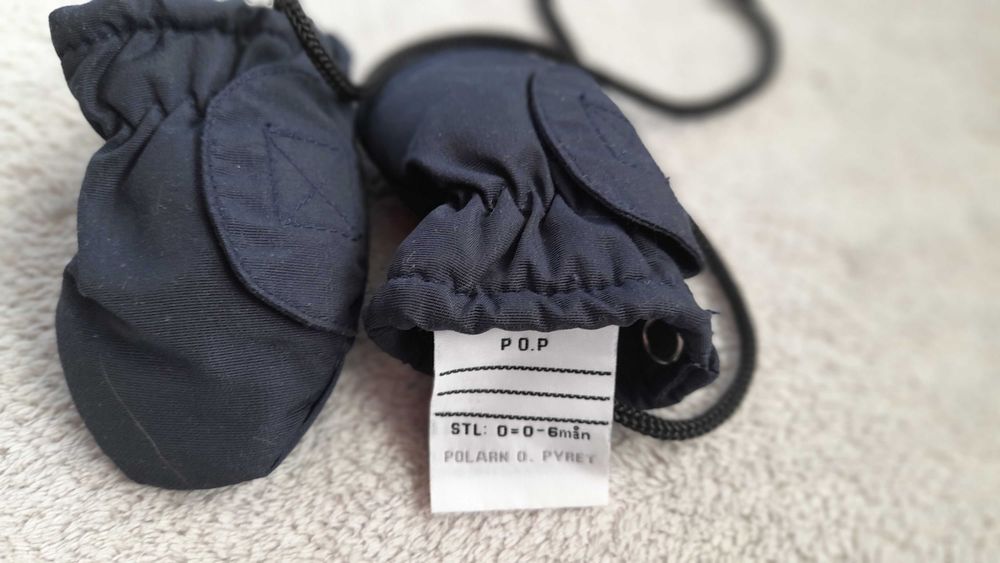 P O.P
STL: 0=0-6mån
POLARN O. PYRET